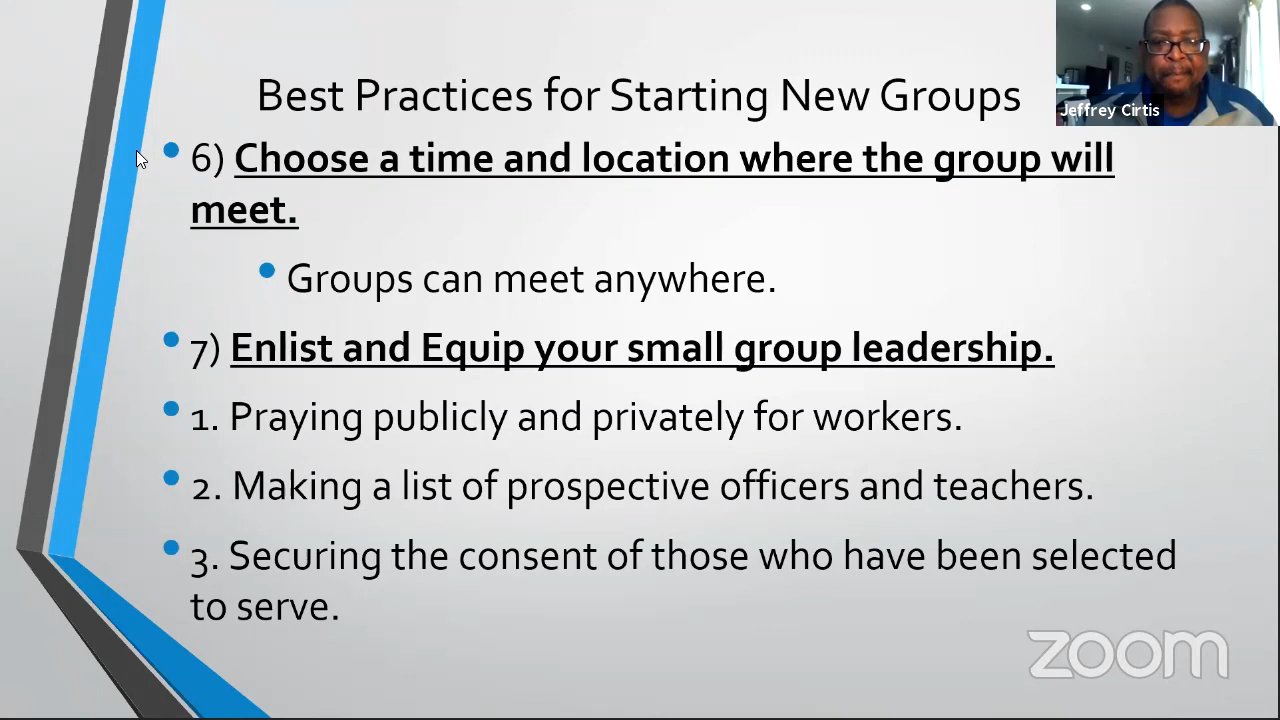 Best Practices for Starting New Groups
Jeffrey Cirtis
• 6) Choose a time and location where the group will
meet.
• Groups can meet anywhere.
• 7) Enlist and Equip your small group leadership.
• 1. Praying publicly and privately for workers.
• 2. Making a list of prospective officers and teachers.
• 3. Securing the consent of those who have been selected
to serve.
zoom